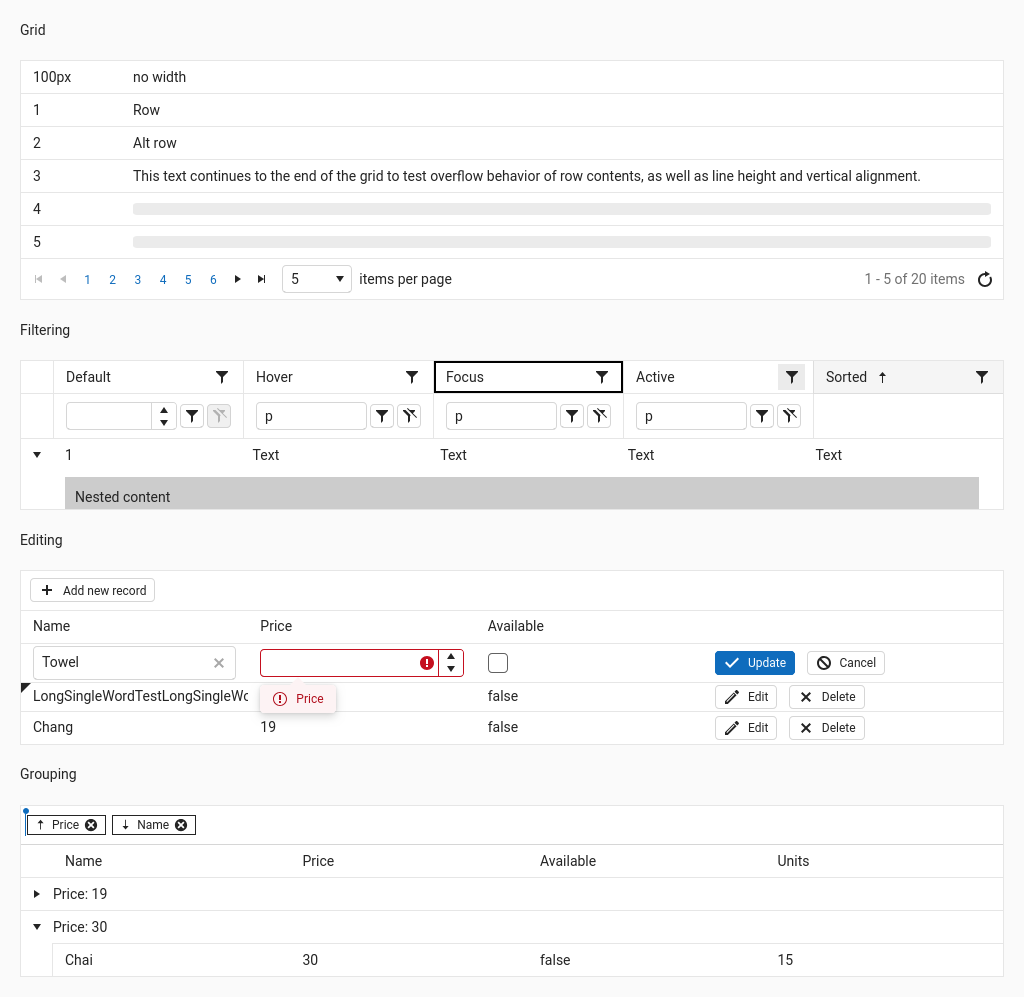 Grid
100px no width
1 Row
2 Alt row
3 This text continues to the end of the grid to test overflow behavior of row contents, as well as line height and vertical alignment.
4
5
1 2 3 4 5 6 5 items per page 1 - 5 of 20 items
Filtering
Default Hover Focus Active Sorted
p p p
1 Text Text Text Text
Nested content
Editing
Add new record
Name Price Available
Towel Update Cancel
LongSingleWordTestLongSingleWo Price false Edit Delete
Chang 19 false Edit Delete
Grouping
Price Name
Name Price Available Units
Price: 19
Price: 30
Chai 30 false 15